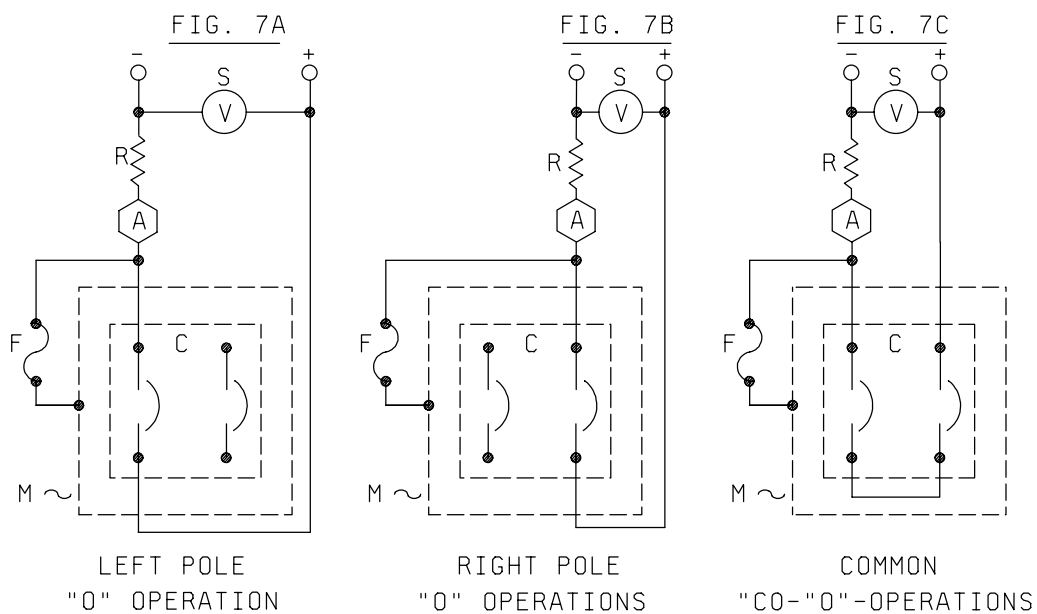 FIG. 7A
- +
S
V
R
A
F
C
M
LEFT POLE
"O" OPERATION
FIG. 7B
- +
S
V
R
A
F
C
M
RIGHT POLE
"O" OPERATIONS
FIG. 7C
- +
S
V
R
A
F
C
M
COMMON
"CO-"O"-OPERATIONS